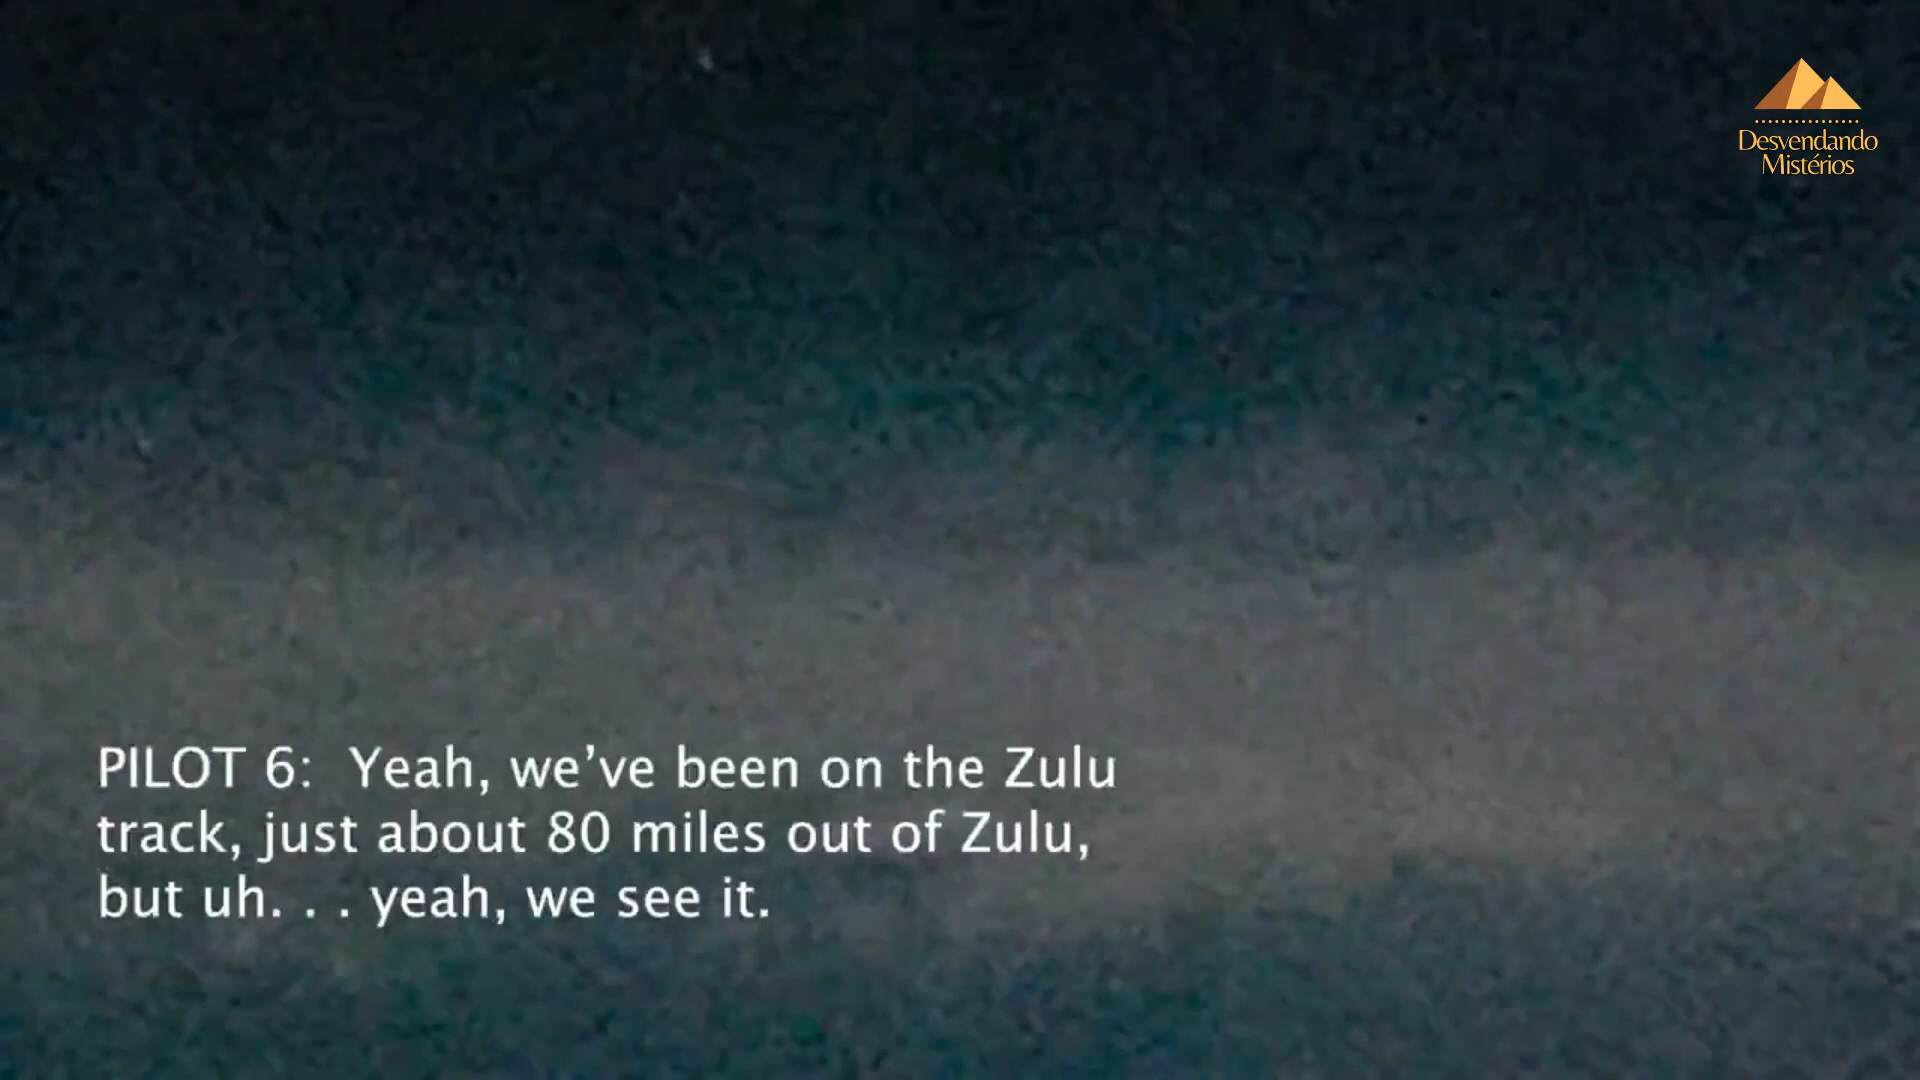 Desvendando
Mistérios
PILOT 6: Yeah, we’ve been on the Zulu
track, just about 80 miles out of Zulu,
but uh. . . yeah, we see it.